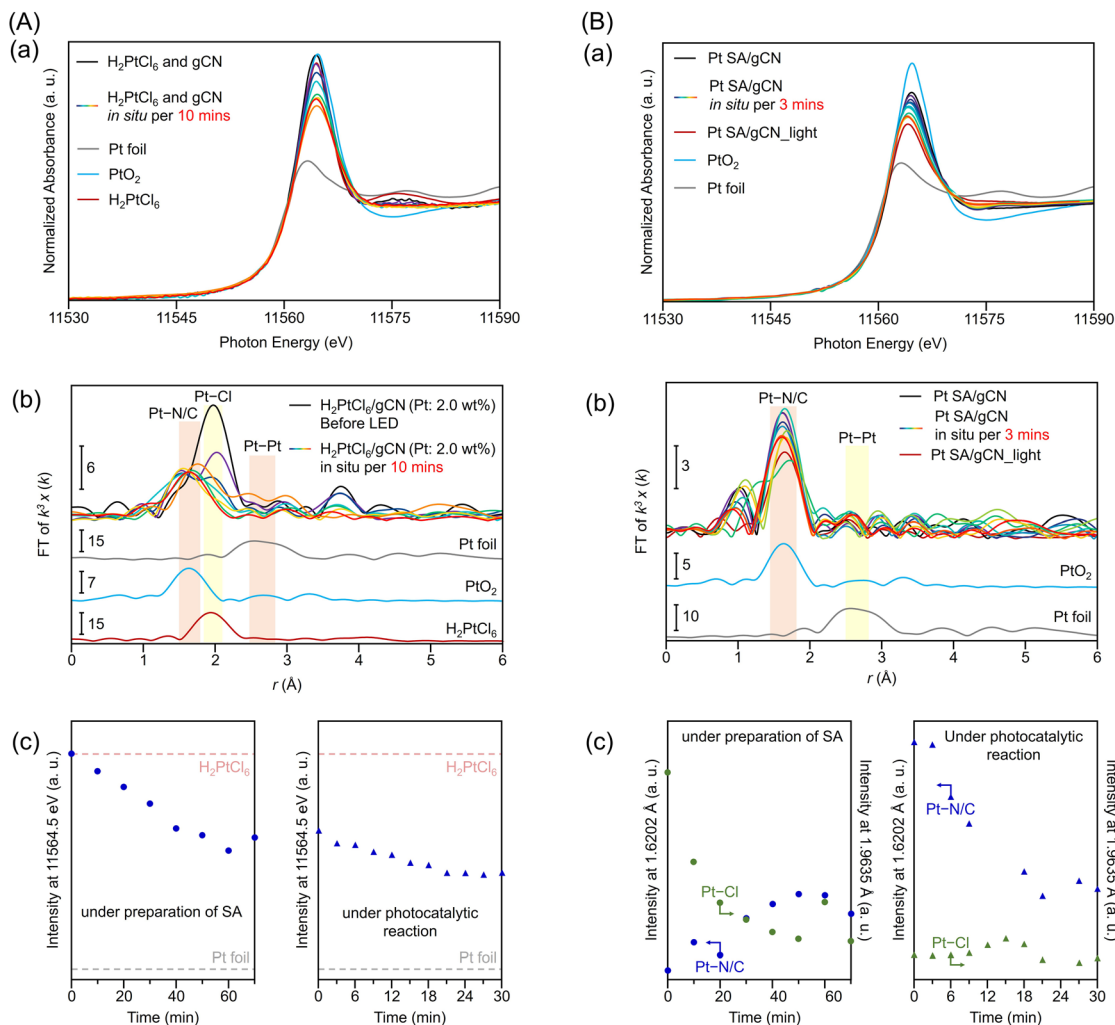 (A)
(a)
H₂PtCl₆ and gCN
H₂PtCl₆ and gCN
in situ per 10 mins
Pt foil
PtO₂
H₂PtCl₆
Normalized Absorbance (a. u.)
11530 11545 11560 11575 11590
Photon Energy (eV)
(B)
(a)
Pt SA/gCN
Pt SA/gCN
in situ per 3 mins
Pt SA/gCN_light
PtO₂
Pt foil
Normalized Absorbance (a. u.)
11530 11545 11560 11575 11590
Photon Energy (eV)
(b)
Pt−Cl
Pt−N/C
Pt−Pt
H₂PtCl₆/gCN (Pt: 2.0 wt%)
Before LED
H₂PtCl₆/gCN (Pt: 2.0 wt%)
in situ per 10 mins
6
15
Pt foil
7
PtO₂
15
H₂PtCl₆
FT of k³ x (k)
0 1 2 3 4 5 6
r (Å)
(b)
Pt−N/C
Pt−Pt
Pt SA/gCN
Pt SA/gCN
in situ per 3 mins
Pt SA/gCN_light
3
5
PtO₂
10
Pt foil
FT of k³ x (k)
0 1 2 3 4 5 6
r (Å)
(c)
Intensity at 11564.5 eV (a. u.)
H₂PtCl₆
under preparation of SA
Pt foil
0 20 40 60
Time (min)
Intensity at 11564.5 eV (a. u.)
H₂PtCl₆
under photocatalytic
reaction
Pt foil
0 6 12 18 24 30
Time (min)
(c)
Intensity at 1.6202 Å (a. u.)
under preparation of SA
Pt−Cl
Pt−N/C
Intensity at 1.9635 Å (a. u.)
0 20 40 60
Time (min)
Intensity at 1.6202 Å (a. u.)
Under photocatalytic
reaction
Pt−N/C
Pt−Cl
Intensity at 1.9635 Å (a. u.)
0 6 12 18 24 30
Time (min)